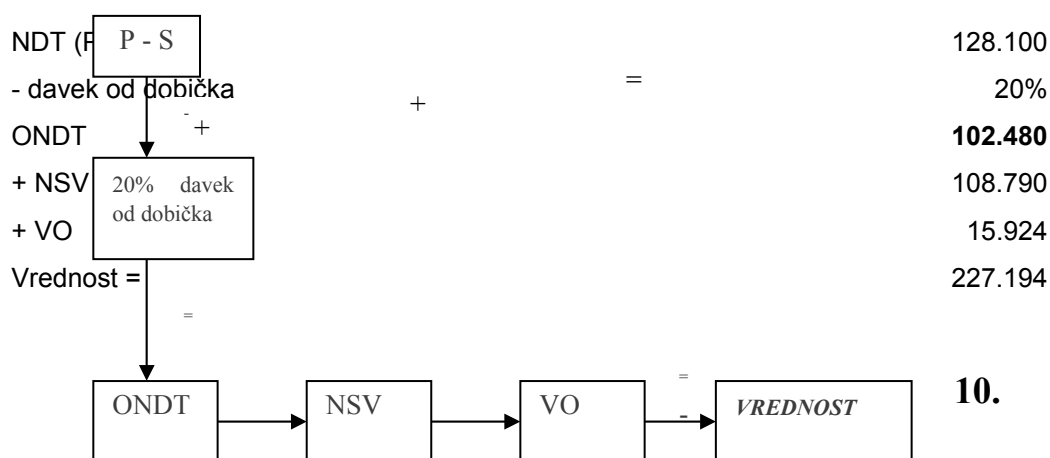 NDT (P - S 128.100
- davek od dobička 20%
=
+
- +
ONDT 102.480
+ NSV 108.790
20% davek
od dobička
+ VO 15.924
Vrednost = 227.194
=
=
-
ONDT NSV VO VREDNOST 10.